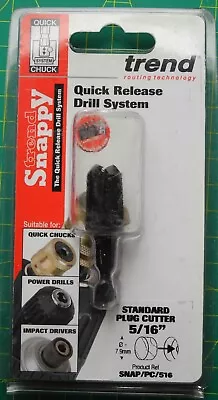 QUICK
SYSTEM
CHUCK
trend
routing technology
trend
Snappy
The Quick Release Drill System
Quick Release
Drill System
Suitable for:
QUICK CHUCKS
POWER DRILLS
IMPACT DRIVERS
STANDARD
PLUG CUTTER
5/16"
Ø
7.9mm
Product Ref
SNAP/PC/516